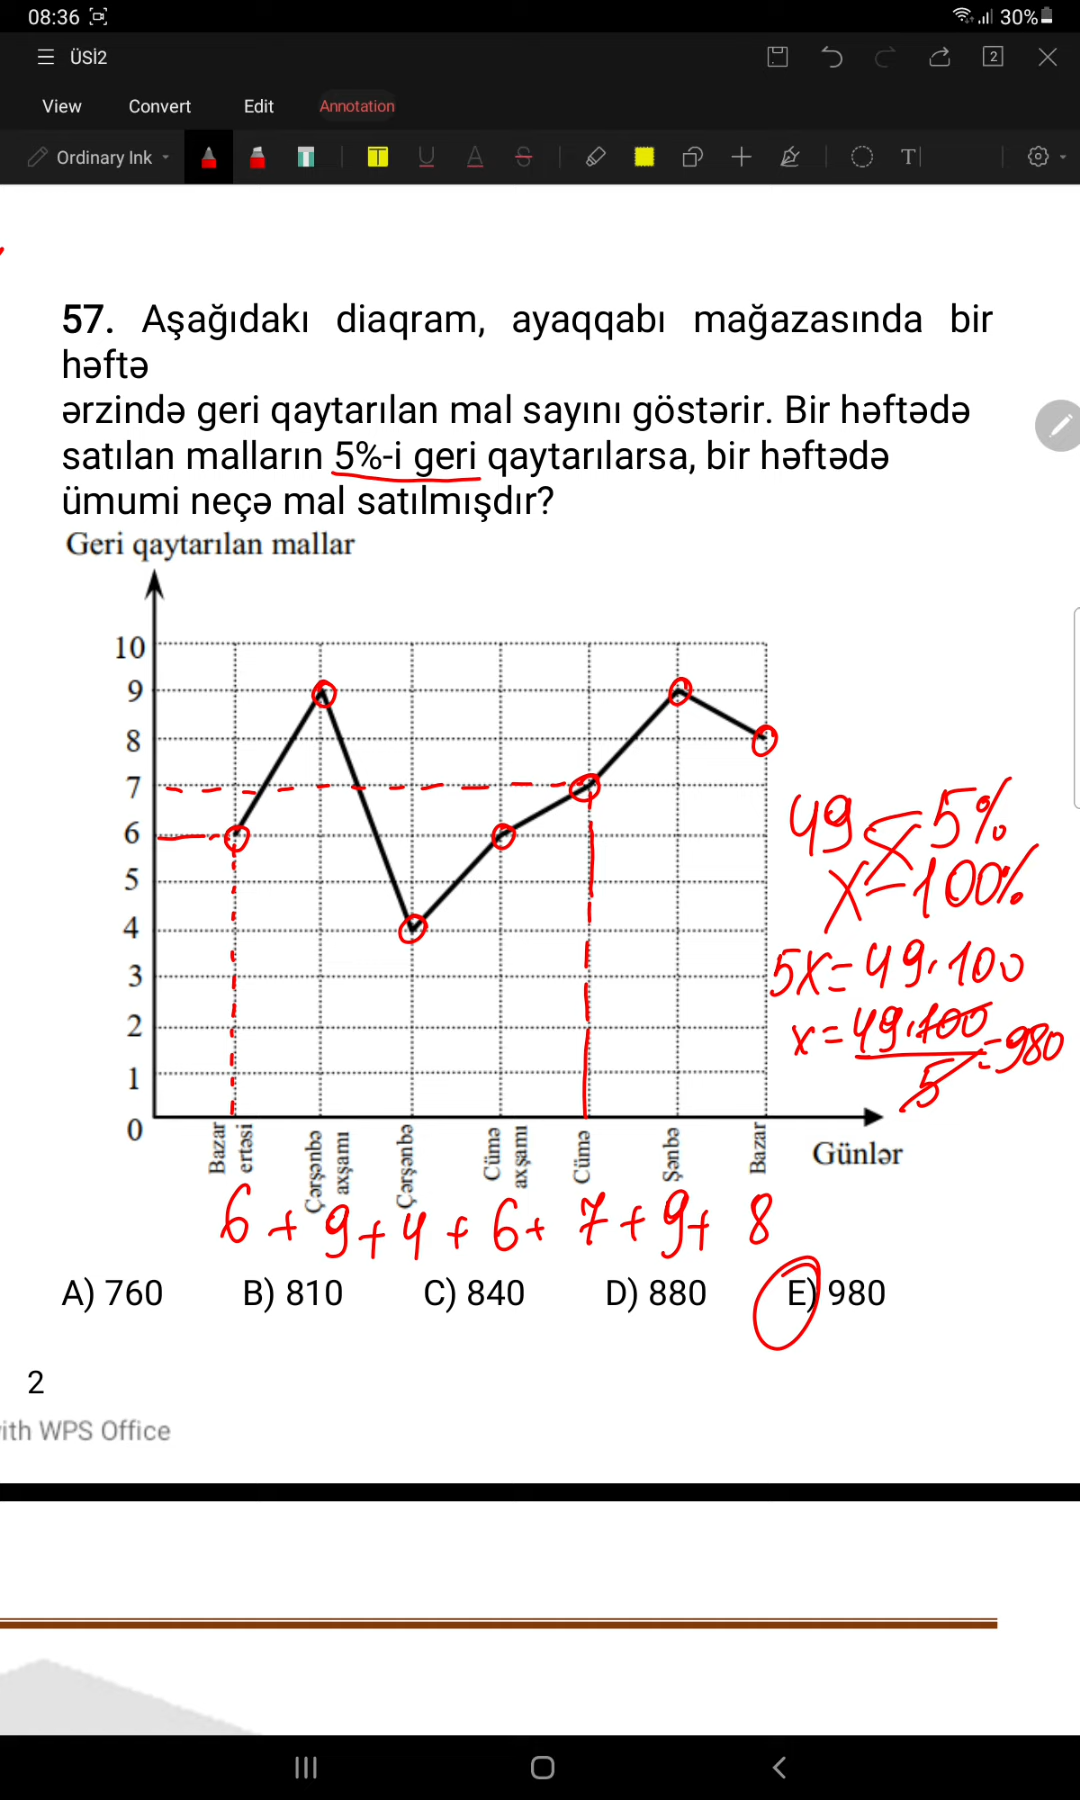 08:36
30%
ÜSİ2
2
View Convert Edit Annotation
Ordinary Ink
T U A S T
57. Aşağıdakı diaqram, ayaqqabı mağazasında bir
həftə
ərzində geri qaytarılan mal sayını göstərir. Bir həftədə
satılan malların 5%-i geri qaytarılarsa, bir həftədə
ümumi neçə mal satılmışdır?
Geri qaytarılan mallar
10
9
8
7
6
5
4
3
2
1
0
Bazar ertəsi
Çərşənbə axşamı
Çərşənbə
Cümə axşamı
Cümə
Şənbə
Bazar
Günlər
49 5%
x 100%
5x=49.100
x=49.100/5=980
6+9+4+6+7+9+8
A) 760 B) 810 C) 840 D) 880 E) 980
2
ith WPS Office